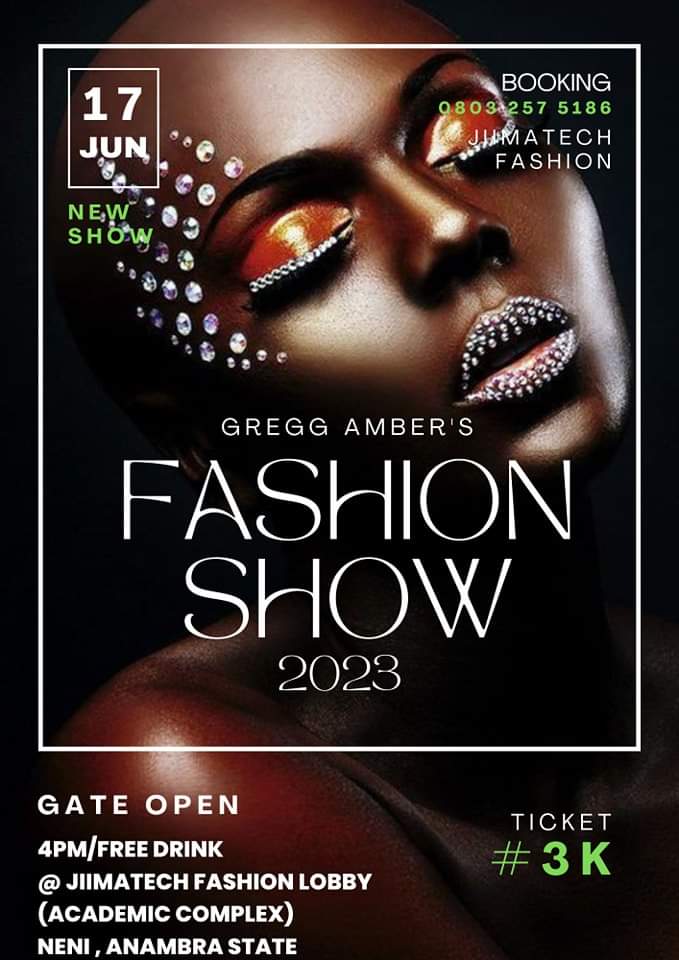 17
JUN
NEW
SHOW
BOOKING
0803 257 5186
JIIMATECH
FASHION
GREGG AMBER'S
FASHION
SHOW
2023
GATE OPEN
4PM/FREE DRINK
@ JIIMATECH FASHION LOBBY
(ACADEMIC COMPLEX)
NENI , ANAMBRA STATE
TICKET
#3K